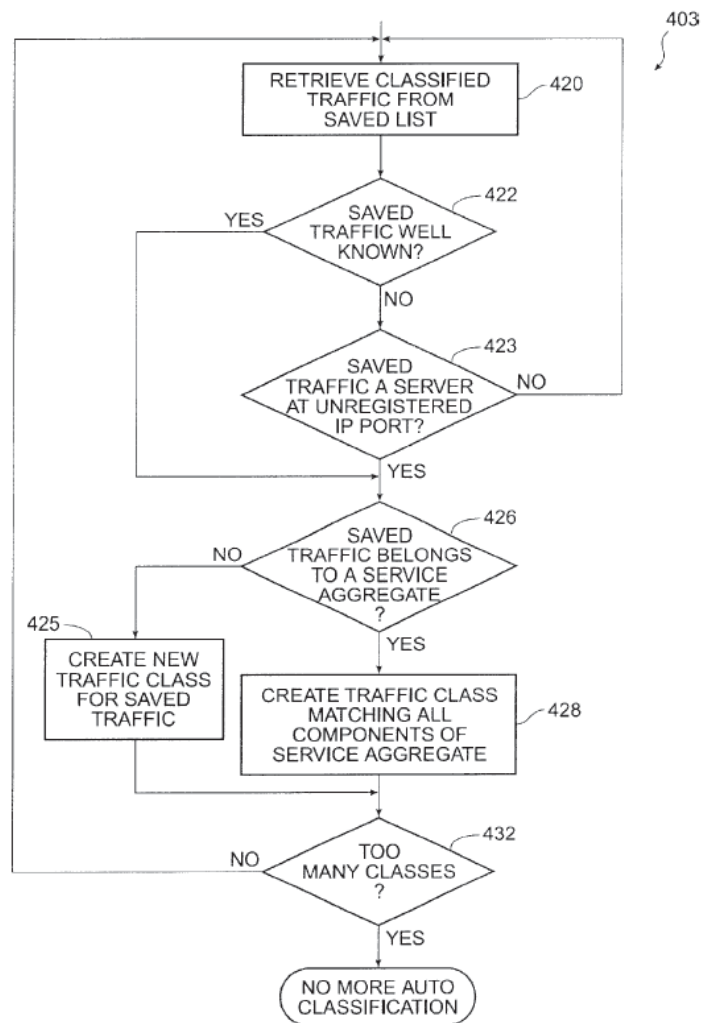 403
RETRIEVE CLASSIFIED
TRAFFIC FROM
SAVED LIST
420
422
YES
SAVED
TRAFFIC WELL
KNOWN?
NO
423
SAVED
TRAFFIC A SERVER
AT UNREGISTERED
IP PORT?
NO
YES
426
SAVED
TRAFFIC BELONGS
TO A SERVICE
AGGREGATE
?
NO
YES
425
CREATE NEW
TRAFFIC CLASS
FOR SAVED
TRAFFIC
CREATE TRAFFIC CLASS
MATCHING ALL
COMPONENTS OF
SERVICE AGGREGATE
428
432
NO
TOO
MANY CLASSES
?
YES
NO MORE AUTO
CLASSIFICATION